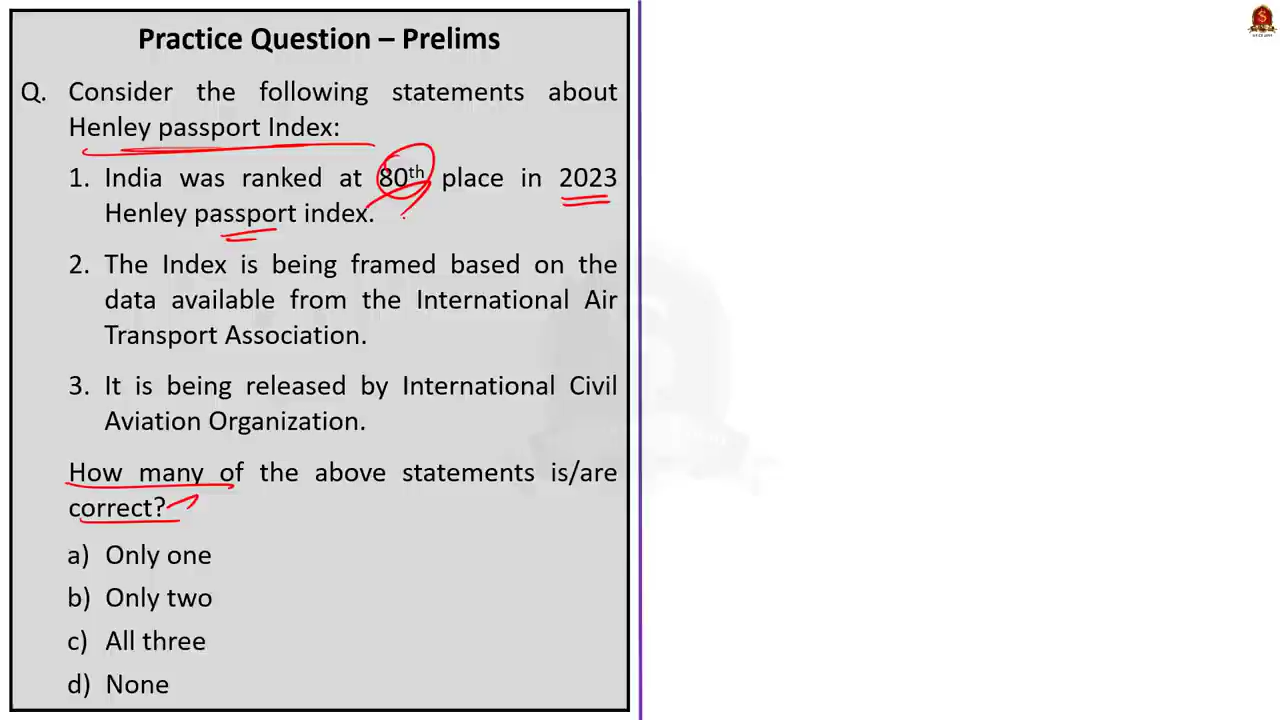 Practice Question – Prelims
Q. Consider the following statements about
Henley passport Index:
1. India was ranked at 80th place in 2023
Henley passport index.
2. The Index is being framed based on the
data available from the International Air
Transport Association.
3. It is being released by International Civil
Aviation Organization.
How many of the above statements is/are
correct?
a) Only one
b) Only two
c) All three
d) None